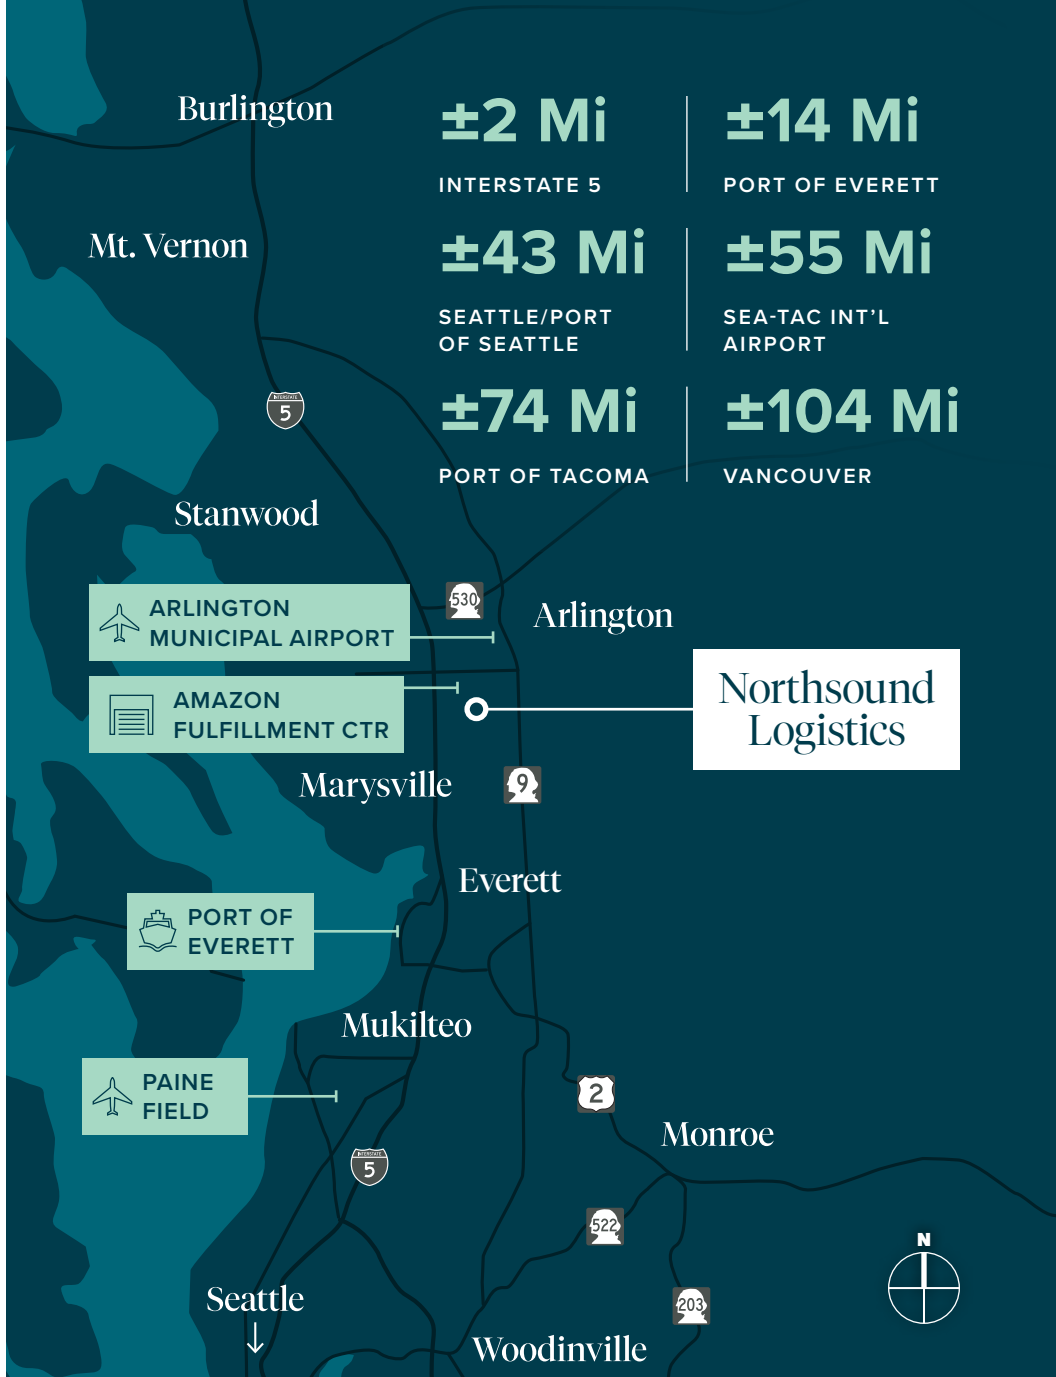 Burlington
±2 Mi
INTERSTATE 5
±14 Mi
PORT OF EVERETT
Mt. Vernon
±43 Mi
SEATTLE/PORT
OF SEATTLE
±55 Mi
SEA-TAC INT'L
AIRPORT
±74 Mi
PORT OF TACOMA
±104 Mi
VANCOUVER
INTERSTATE
5
Stanwood
ARLINGTON
MUNICIPAL AIRPORT
530
Arlington
AMAZON
FULFILLMENT CTR
Northsound
Logistics
Marysville
9
Everett
PORT OF
EVERETT
Mukilteo
PAINE
FIELD
2
Monroe
INTERSTATE
5
522
N
Seattle
203
Woodinville